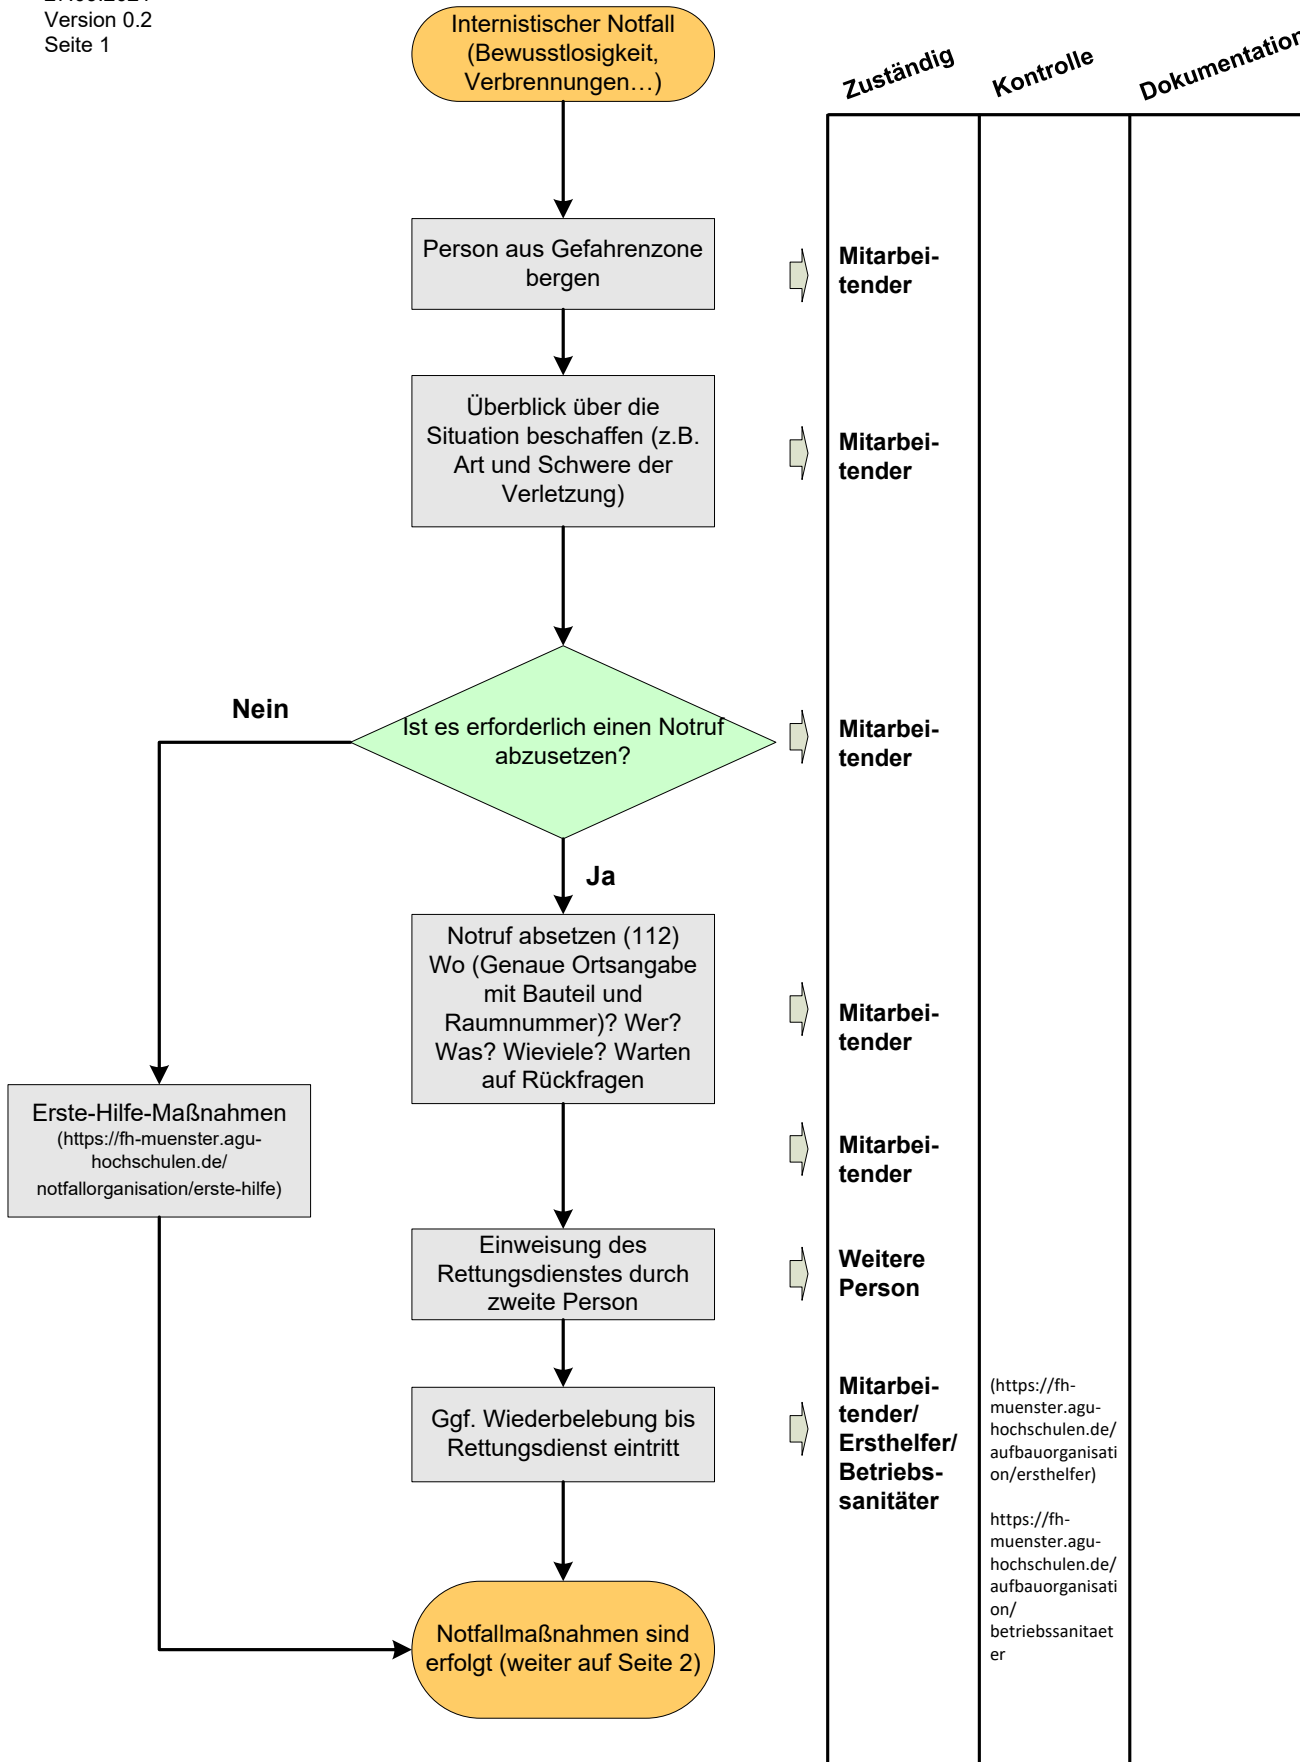 Version 0.2
Seite 1
Internistischer Notfall
(Bewusstlosigkeit,
Verbrennungen…)
Zuständig
Kontrolle
Dokumentation
Person aus Gefahrenzone
bergen
Mitarbei-
tender
Überblick über die
Situation beschaffen (z.B.
Art und Schwere der
Verletzung)
Mitarbei-
tender
Nein
Ist es erforderlich einen Notruf
abzusetzen?
Mitarbei-
tender
Ja
Notruf absetzen (112)
Wo (Genaue Ortsangabe
mit Bauteil und
Raumnummer)? Wer?
Was? Wieviele? Warten
auf Rückfragen
Mitarbei-
tender
Erste-Hilfe-Maßnahmen
(https://fh-muenster.agu-
hochschulen.de/
notfallorganisation/erste-hilfe)
Mitarbei-
tender
Einweisung des
Rettungsdienstes durch
zweite Person
Weitere
Person
Ggf. Wiederbelebung bis
Rettungsdienst eintritt
Mitarbei-
tender/
Ersthelfer/
Betriebs-
sanitäter
(https://fh-
muenster.agu-
hochschulen.de/
aufbauorganisati
on/ersthelfer)
https://fh-
muenster.agu-
hochschulen.de/
aufbauorganisati
on/
betriebssanitaet
er
Notfallmaßnahmen sind
erfolgt (weiter auf Seite 2)